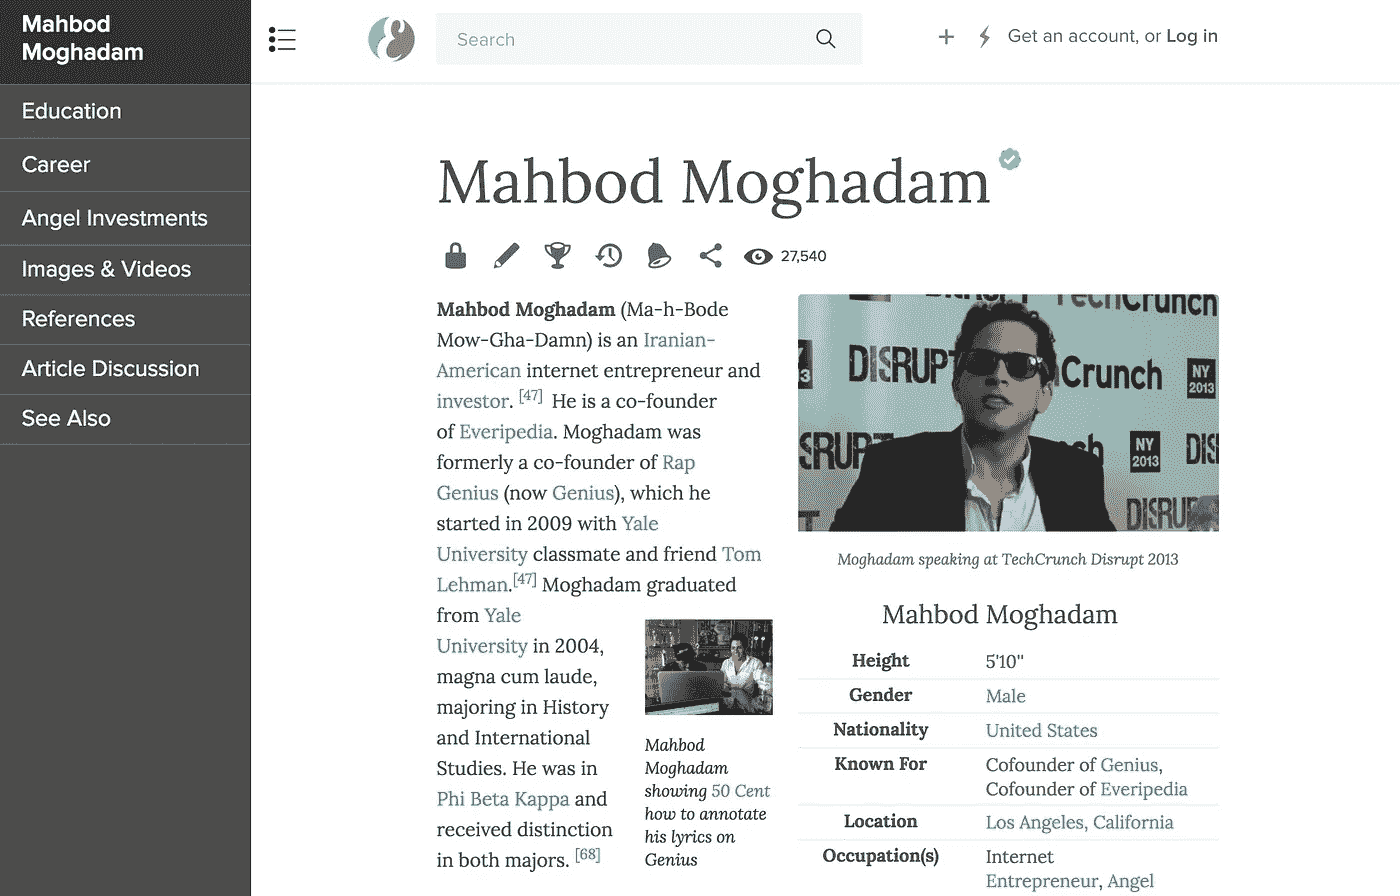 Mahbod
Moghadam
Education
Career
Angel Investments
Images & Videos
References
Article Discussion
See Also
Search
Get an account, or Log in
Mahbod Moghadam
27,540
Mahbod Moghadam (Ma-h-Bode
Mow-Gha-Damn) is an Iranian-
American internet entrepreneur and
investor. [47] He is a co-founder
of Everipedia. Moghadam was
formerly a co-founder of Rap
Genius (now Genius), which he
started in 2009 with Yale
University classmate and friend Tom
Lehman.[47] Moghadam graduated
from Yale
University in 2004,
magna cum laude,
majoring in History
and International
Studies. He was in
Phi Beta Kappa and
received distinction
in both majors. [68]
Mahbod
Moghadam
showing 50 Cent
how to annotate
his lyrics on
Genius
TechCrunch
DISRUPT
Crunch
NY
2013
NY
2013
DISRUPT
Moghadam speaking at TechCrunch Disrupt 2013
Mahbod Moghadam
Height 5'10"
Gender Male
Nationality United States
Known For Cofounder of Genius,
Cofounder of Everipedia
Location Los Angeles, California
Occupation(s) Internet
Entrepreneur, Angel